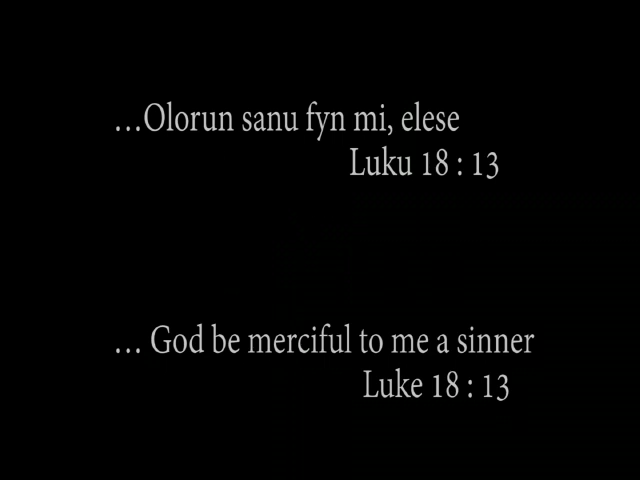 …Olorun sanu fyn mi, elese
Luku 18 : 13
… God be merciful to me a sinner
Luke 18 : 13